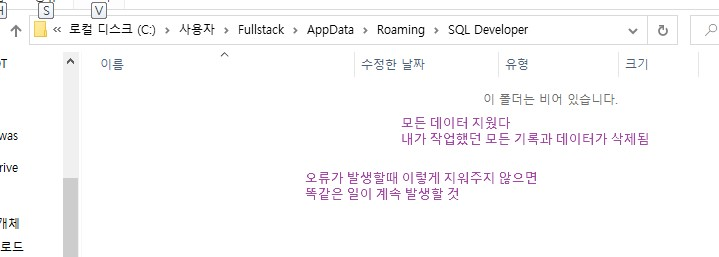 H S V
로컬 디스크 (C:) › 사용자 › Fullstack › AppData › Roaming › SQL Developer
이름 수정한 날짜 유형 크기
이 폴더는 비어 있습니다.
모든 데이터 지웠다
내가 작업했던 모든 기록과 데이터가 삭제됨
was
rive
오류가 발생할때 이렇게 지워주지 않으면
똑같은 일이 계속 발생할 것
개체
로드